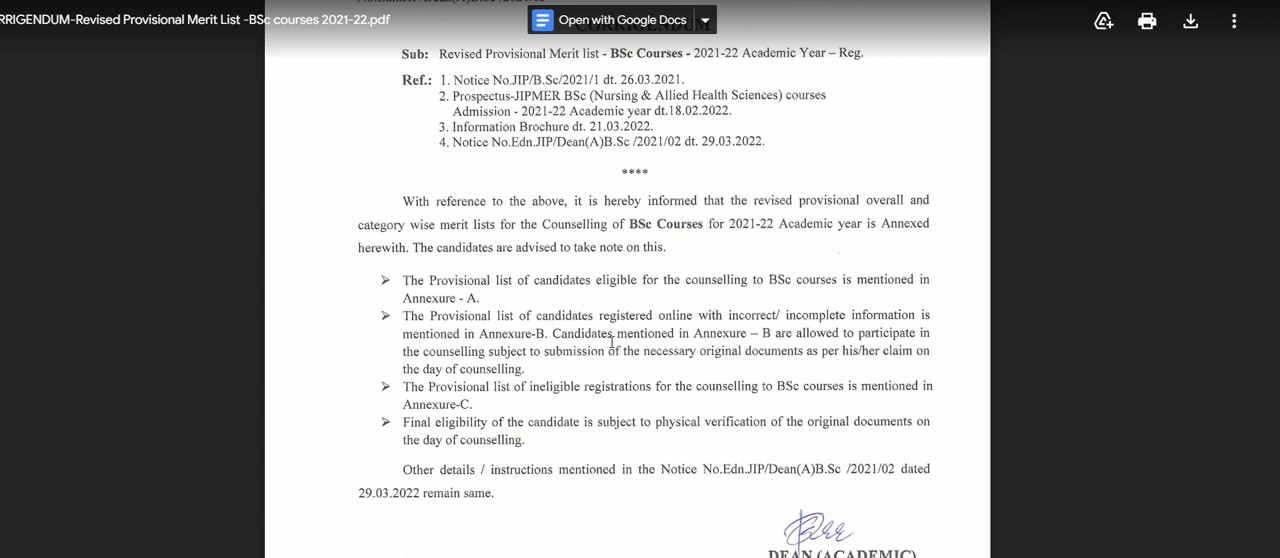 RRIGENDUM-Revised Provisional Merit List -BSc courses 2021-22.pdf
Open with Google Docs
CORRIGENDUM
Sub: Revised Provisional Merit list - BSc Courses - 2021-22 Academic Year – Reg.
Ref.: 1. Notice No.JIP/B.Sc/2021/1 dt. 26.03.2021.
2. Prospectus-JIPMER BSc (Nursing & Allied Health Sciences) courses
Admission - 2021-22 Academic year dt.18.02.2022.
3. Information Brochure dt. 21.03.2022.
4. Notice No.Edn.JIP/Dean(A)B.Sc /2021/02 dt. 29.03.2022.
****
With reference to the above, it is hereby informed that the revised provisional overall and
category wise merit lists for the Counselling of BSc Courses for 2021-22 Academic year is Annexed
herewith. The candidates are advised to take note on this.
➢ The Provisional list of candidates eligible for the counselling to BSc courses is mentioned in
Annexure - A.
➢ The Provisional list of candidates registered online with incorrect/ incomplete information is
mentioned in Annexure-B. Candidates mentioned in Annexure – B are allowed to participate in
the counselling subject to submission of the necessary original documents as per his/her claim on
the day of counselling.
➢ The Provisional list of ineligible registrations for the counselling to BSc courses is mentioned in
Annexure-C.
➢ Final eligibility of the candidate is subject to physical verification of the original documents on
the day of counselling.
Other details / instructions mentioned in the Notice No.Edn.JIP/Dean(A)B.Sc /2021/02 dated
29.03.2022 remain same.
DEAN (ACADEMIC)